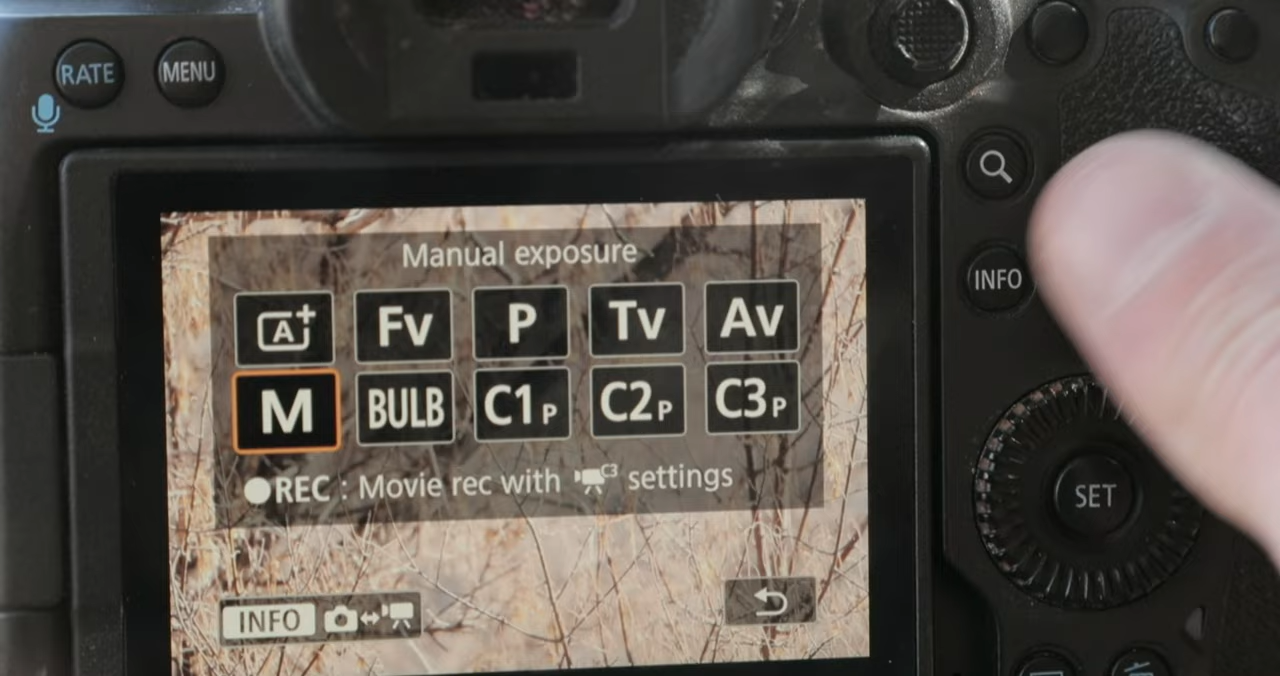 RATE MENU
Manual exposure
A+ Fv P Tv Av
M BULB C1P C2P C3P
REC : Movie rec with C3 settings
INFO
INFO
SET